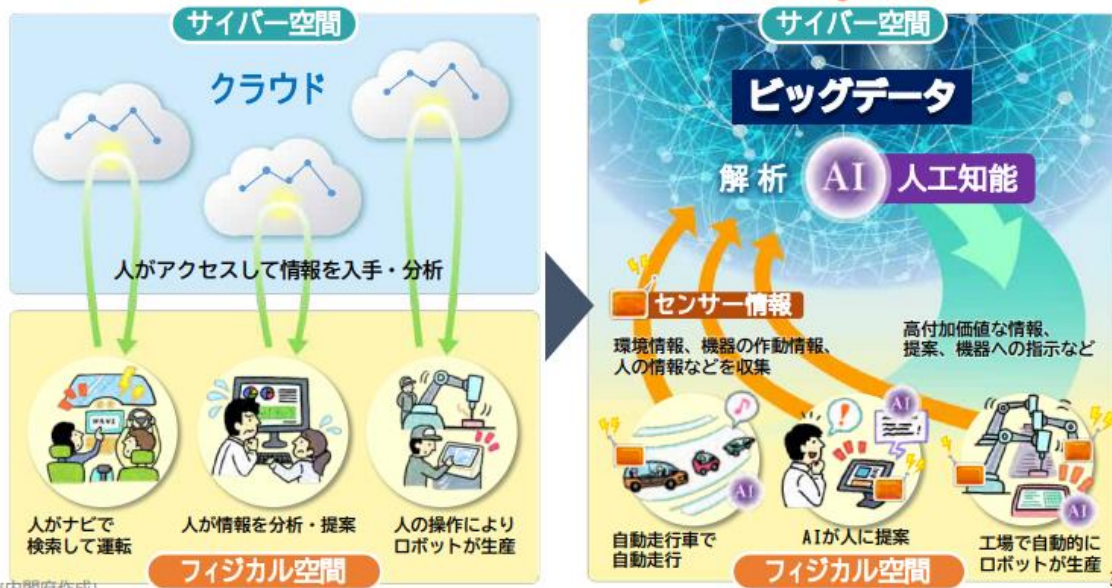 サイバー空間
クラウド
人がアクセスして情報を入手・分析
人がナビで
検索して運転
人が情報を分析・提案
人の操作により
ロボットが生産
フィジカル空間
サイバー空間
ビッグデータ
解析
AI
人工知能
センサー情報
環境情報、機器の作動情報、
人の情報などを収集
高付加価値な情報、
提案、機器への指示など
AI
AI
AI
自動走行車で
自動走行
AIが人に提案
工場で自動的に
ロボットが生産
フィジカル空間